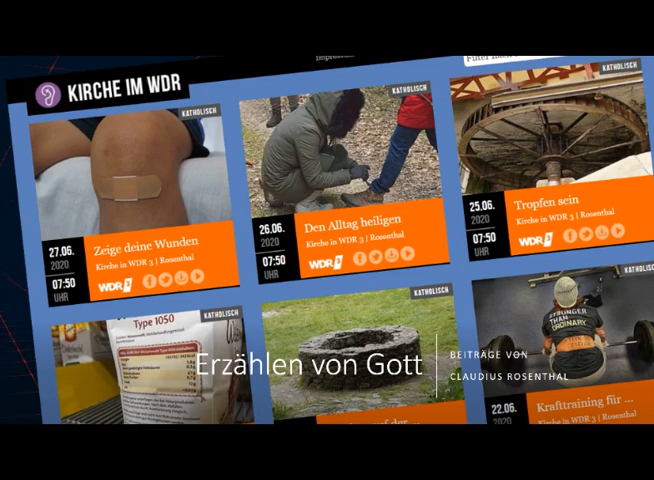 KIRCHE IM WDR
KATHOLISCH
27.06.
2020
07:50
UHR
Zeige deine Wunden
Kirche in WDR 3 | Rosenthal
WDR 3
KATHOLISCH
26.06.
2020
07:50
UHR
Den Alltag heiligen
Kirche in WDR 3 | Rosenthal
WDR 3
KATHOLISCH
25.06.
2020
07:50
UHR
Tropfen sein
Kirche in WDR 3 | Rosenthal
WDR 3
KATHOLISCH
Type 1050
KATHOLISCH
KATHOLISCH
STRONGER
THAN
ORDINARY
22.06.
2020
Krafttraining für ...
Kirche in WDR 3 | Rosenthal
Erzählen von Gott
BEITRÄGE VON
CLAUDIUS ROSENTHAL